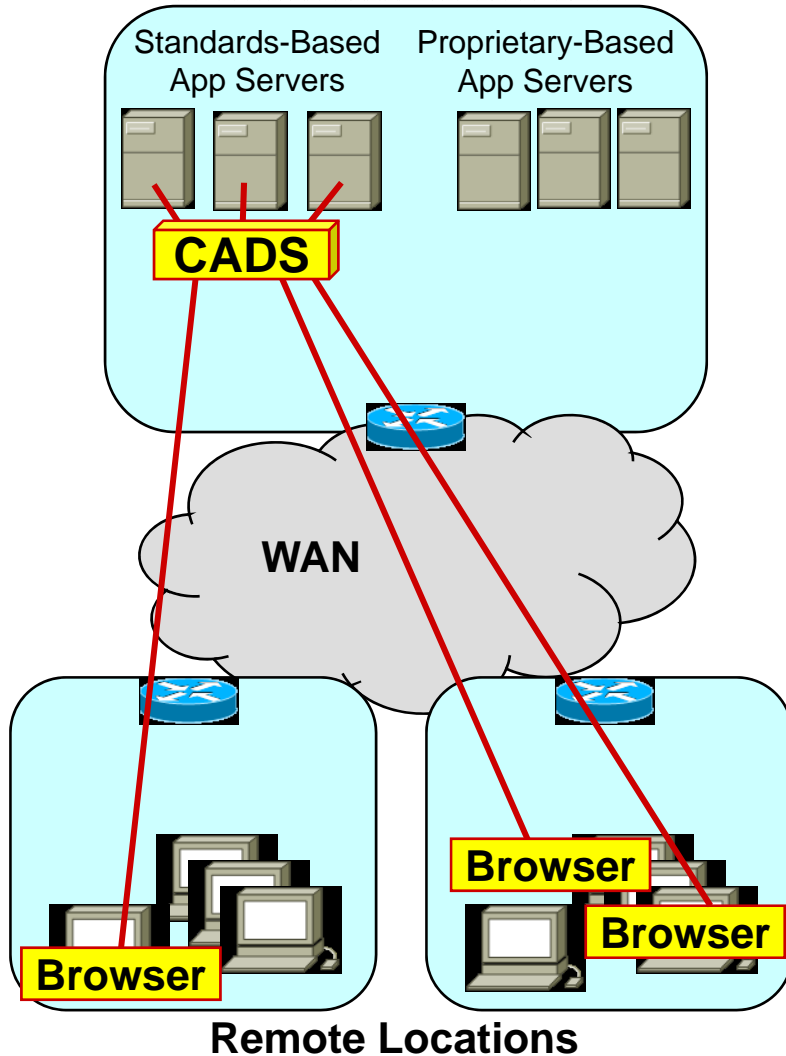 Standards-Based
App Servers
Proprietary-Based
App Servers
CADS
WAN
Browser
Browser
Browser
Remote Locations